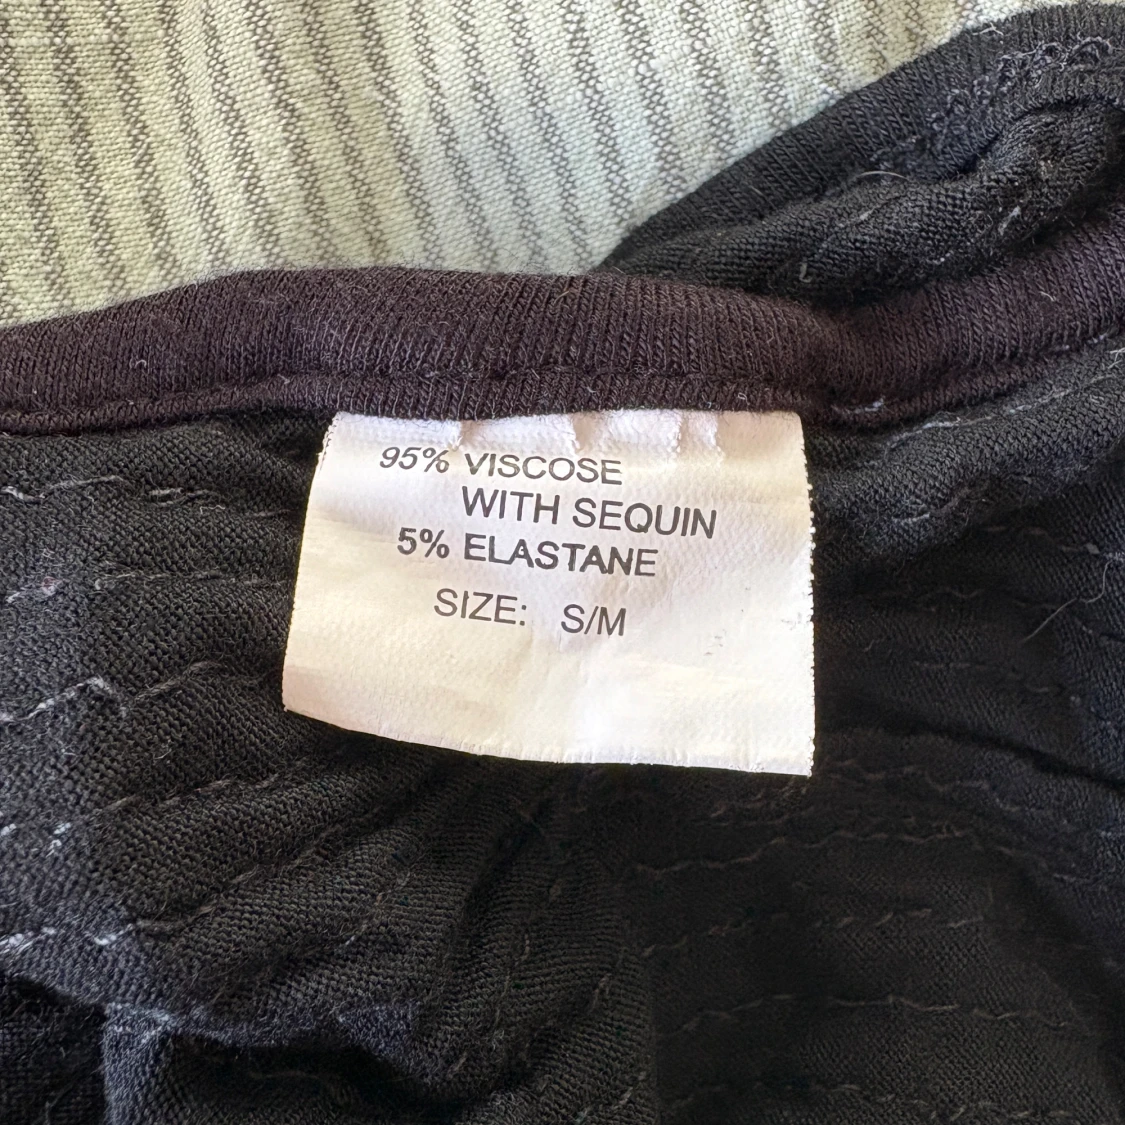 95% VISCOSE
WITH SEQUIN
5% ELASTANE
SIZE: S/M